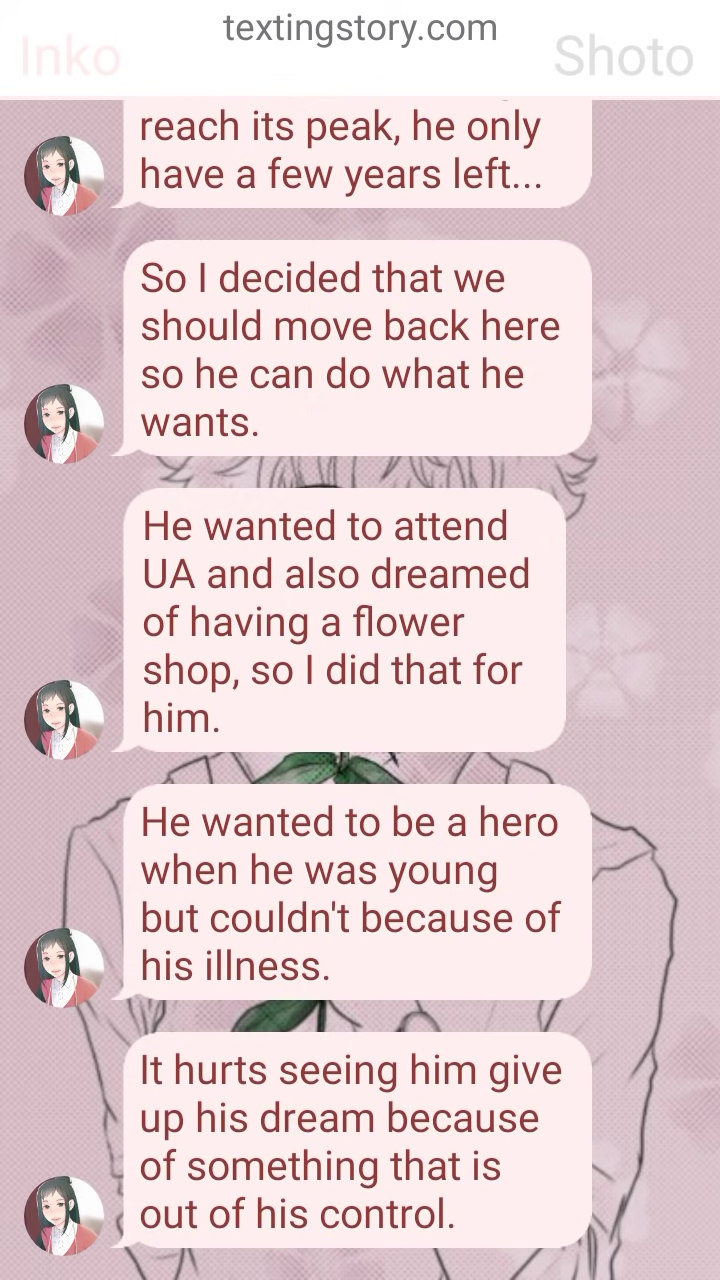 textingstory.com
Inko
Shoto
reach its peak, he only
have a few years left...
So I decided that we
should move back here
so he can do what he
wants.
He wanted to attend
UA and also dreamed
of having a flower
shop, so I did that for
him.
He wanted to be a hero
when he was young
but couldn't because of
his illness.
It hurts seeing him give
up his dream because
of something that is
out of his control.